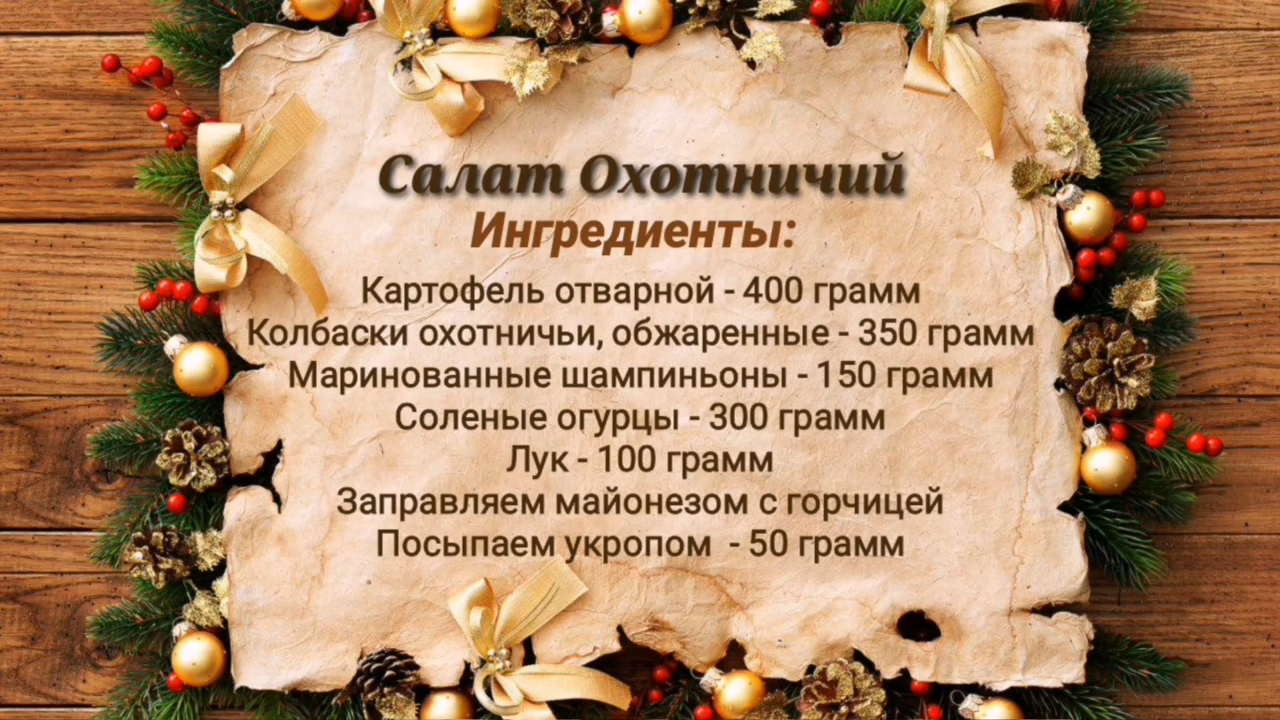 Салат Охотничий
Ингредиенты:
Картофель отварной - 400 грамм
Колбаски охотничьи, обжаренные - 350 грамм
Маринованные шампиньоны - 150 грамм
Соленые огурцы - 300 грамм
Лук - 100 грамм
Заправляем майонезом с горчицей
Посыпаем укропом - 50 грамм